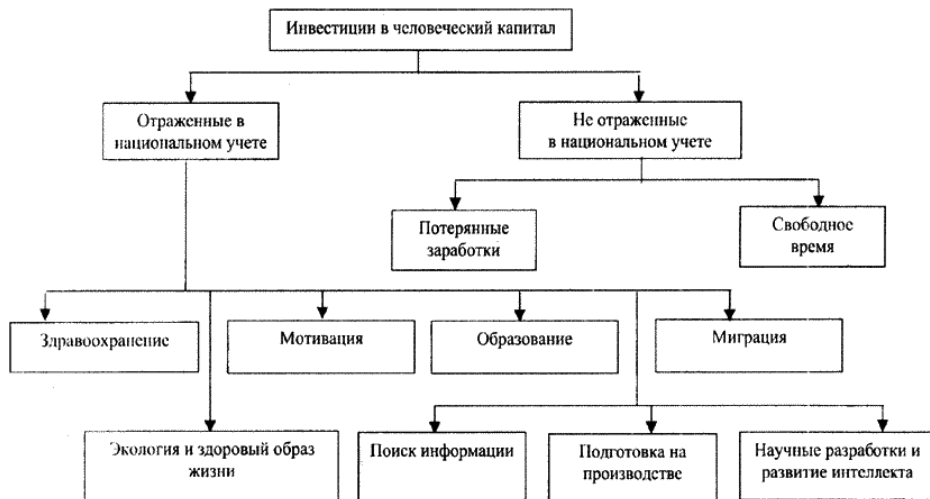 Инвестиции в человеческий капитал
Отраженные в
национальном учете
Не отраженные
в национальном учете
Потерянные
заработки
Свободное
время
Здравоохранение
Мотивация
Образование
Миграция
Экология и здоровый образ
жизни
Поиск информации
Подготовка на
производстве
Научные разработки и
развитие интеллекта